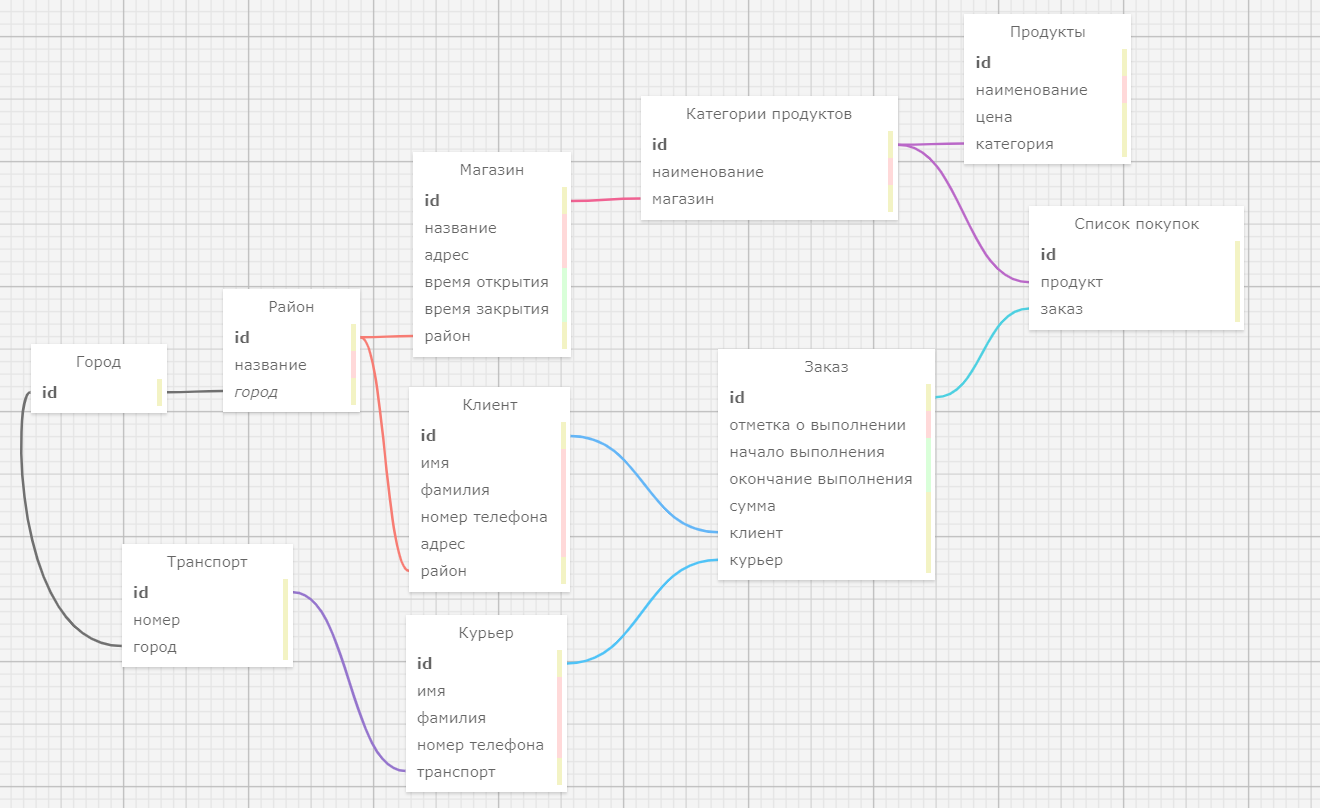 Продукты
id
наименование
цена
категория
Категории продуктов
id
наименование
магазин
Магазин
id
название
адрес
время открытия
время закрытия
район
Список покупок
id
продукт
заказ
Район
id
название
город
Город
id
Заказ
id
отметка о выполнении
начало выполнения
окончание выполнения
сумма
клиент
курьер
Клиент
id
имя
фамилия
номер телефона
адрес
район
Транспорт
id
номер
город
Курьер
id
имя
фамилия
номер телефона
транспорт